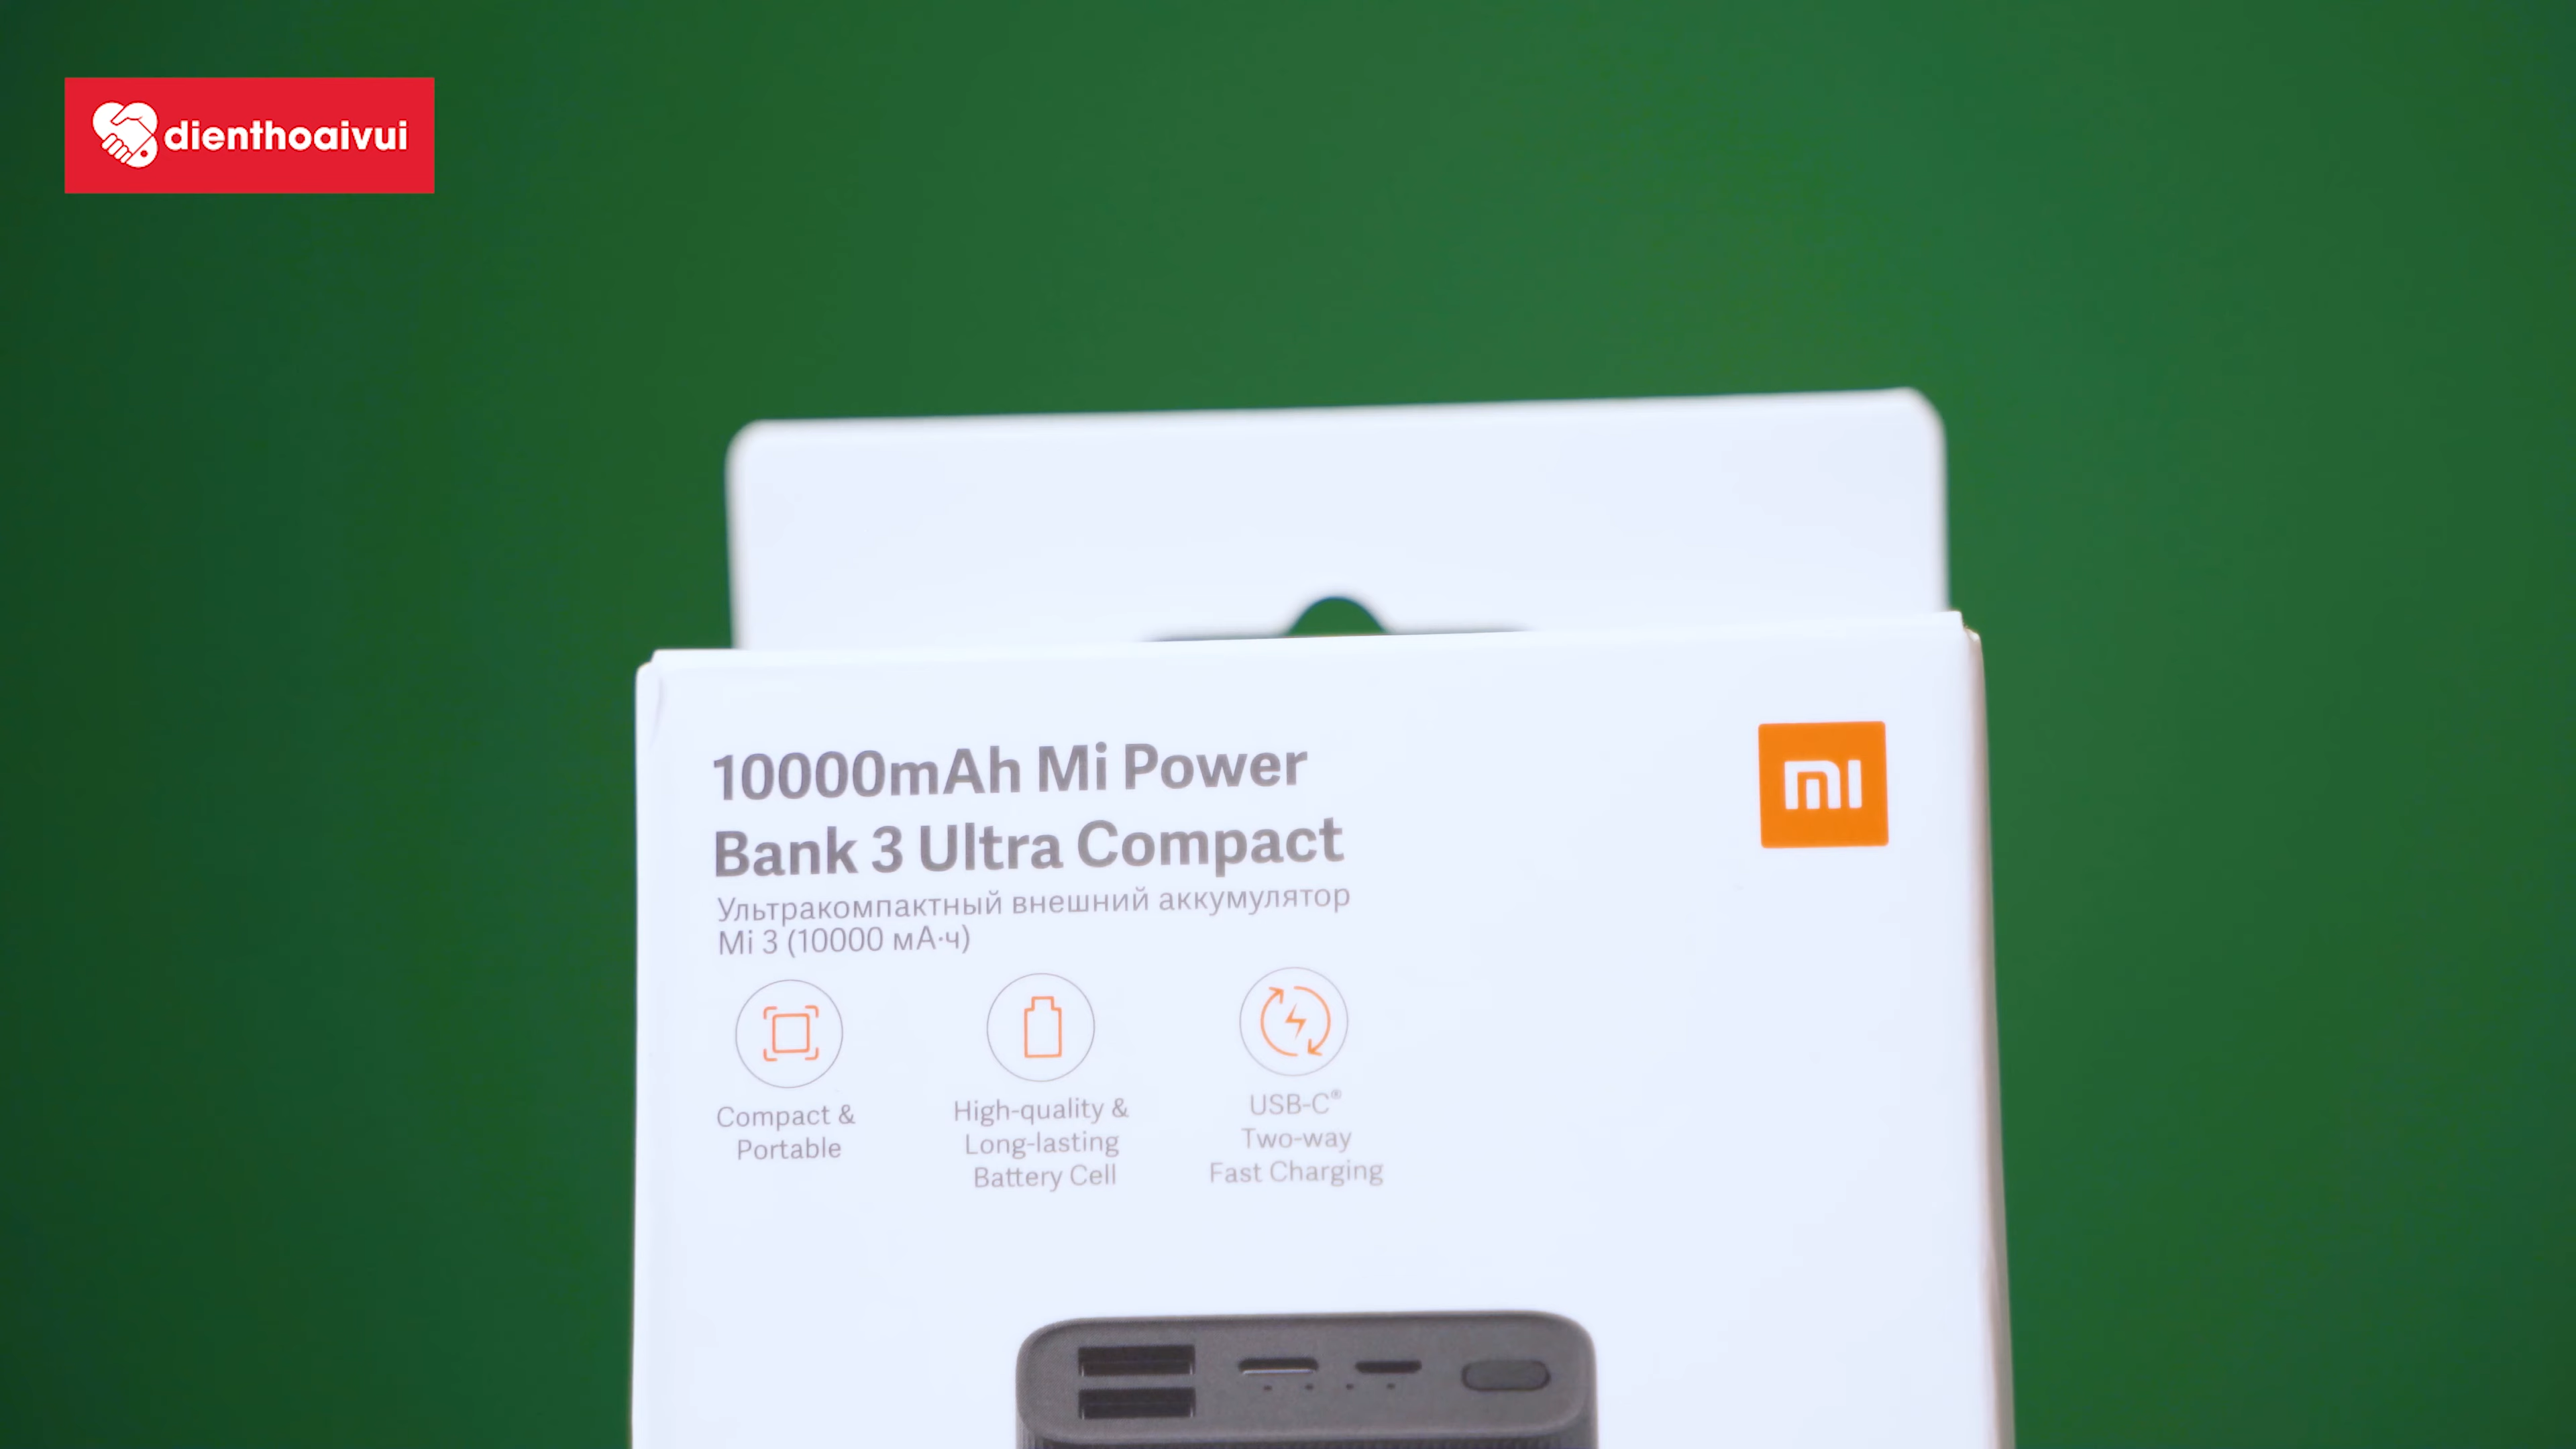 dienthoaivui
10000mAh Mi Power
Bank 3 Ultra Compact
Ультракомпактный внешний аккумулятор
Mi 3 (10000 мА·ч)
Compact &
Portable
High-quality &
Long-lasting
Battery Cell
USB-C®
Two-way
Fast Charging
mi